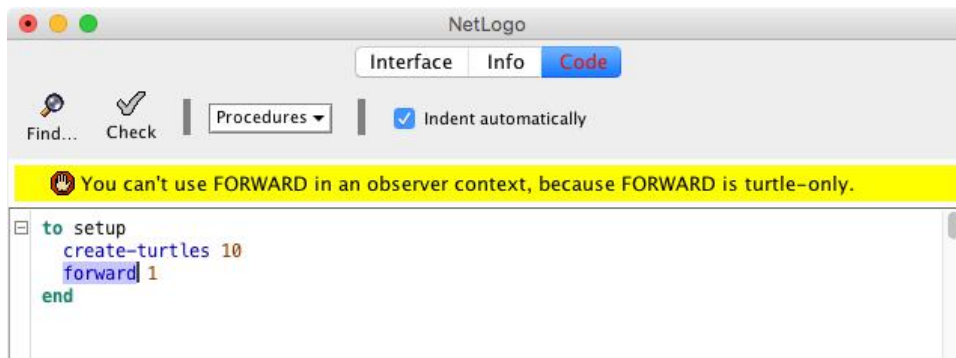 NetLogo
Interface Info Code
Find... Check Procedures Indent automatically
You can't use FORWARD in an observer context, because FORWARD is turtle-only.
to setup
create-turtles 10
forward 1
end